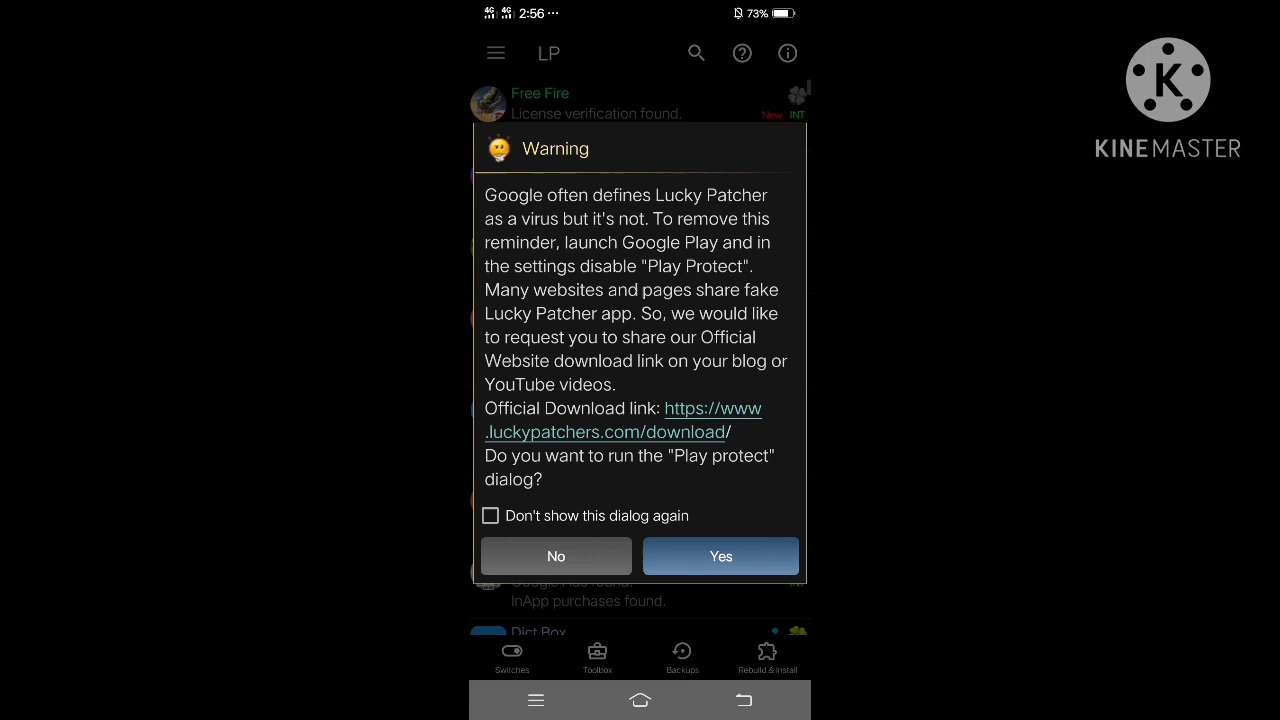 4G 4G 2:56 ··· 73%
LP
Free Fire
License verification found.
New INT
K
KINEMASTER
Warning
Google often defines Lucky Patcher
as a virus but it's not. To remove this
reminder, launch Google Play and in
the settings disable "Play Protect".
Many websites and pages share fake
Lucky Patcher app. So, we would like
to request you to share our Official
Website download link on your blog or
YouTube videos.
Official Download link: https://www
.luckypatchers.com/download/
Do you want to run the "Play protect"
dialog?
Don't show this dialog again
No Yes
InApp purchases found.
Dict Box
Switches Toolbox Backups Rebuild & Install